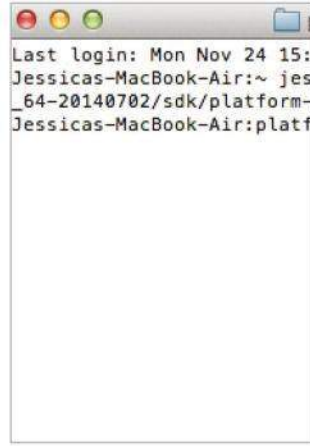 Last login: Mon Nov 24 15:
Jessicas-MacBook-Air:~ jes
_64-20140702/sdk/platform-
Jessicas-MacBook-Air:platf